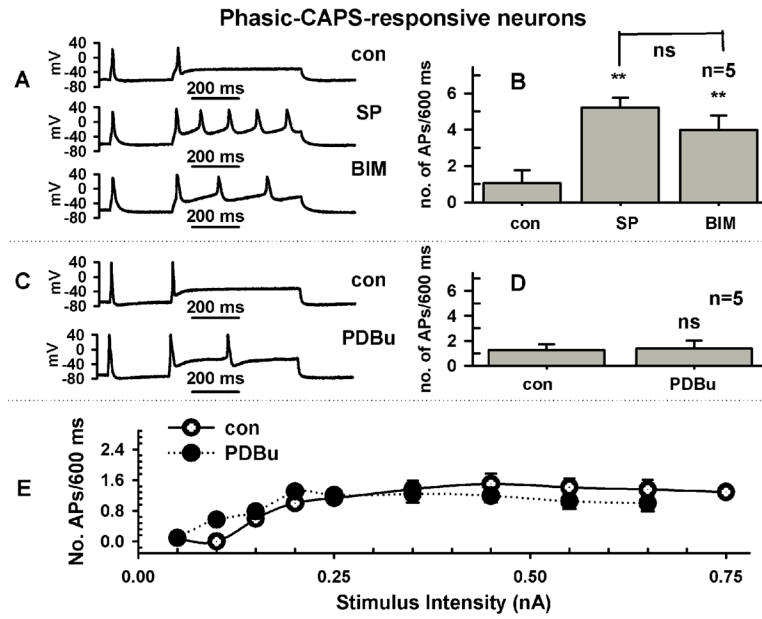 Phasic-CAPS-responsive neurons
A
mV
40
0
-40
-80
con
200 ms
40
0
-40
-80
SP
200 ms
mV
40
0
-40
-80
BIM
200 ms
B
no. of APs/600 ms
6
4
2
0
ns
**
n=5
**
con SP BIM
C
mV
40
0
-40
-80
con
200 ms
mV
40
0
-40
-80
PDBu
200 ms
D
no. of APs/600 ms
6
4
2
0
n=5
ns
con PDBu
E
No. APs/600 ms
2.4
1.6
0.8
0.0
con
PDBu
0.00 0.25 0.50 0.75
Stimulus Intensity (nA)